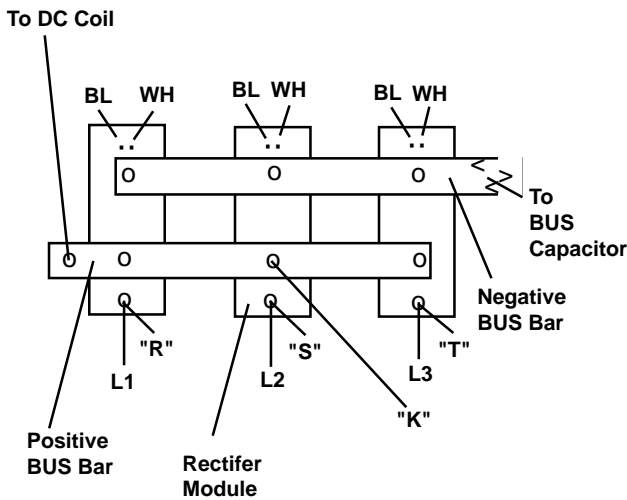 To DC Coil
BL WH
BL WH
BL WH
To
BUS
Capacitor
Negative
BUS Bar
"R"
"S"
"T"
L1
L2
L3
"K"
Positive
BUS Bar
Rectifer
Module